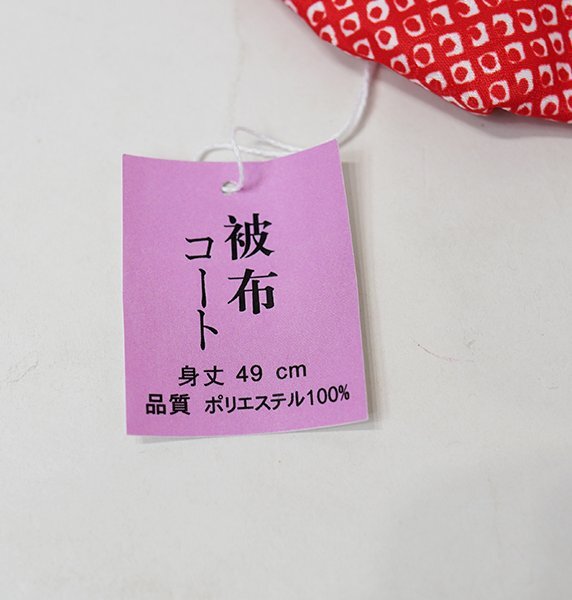 被布
コート
身丈 49 cm
品質 ポリエステル100%